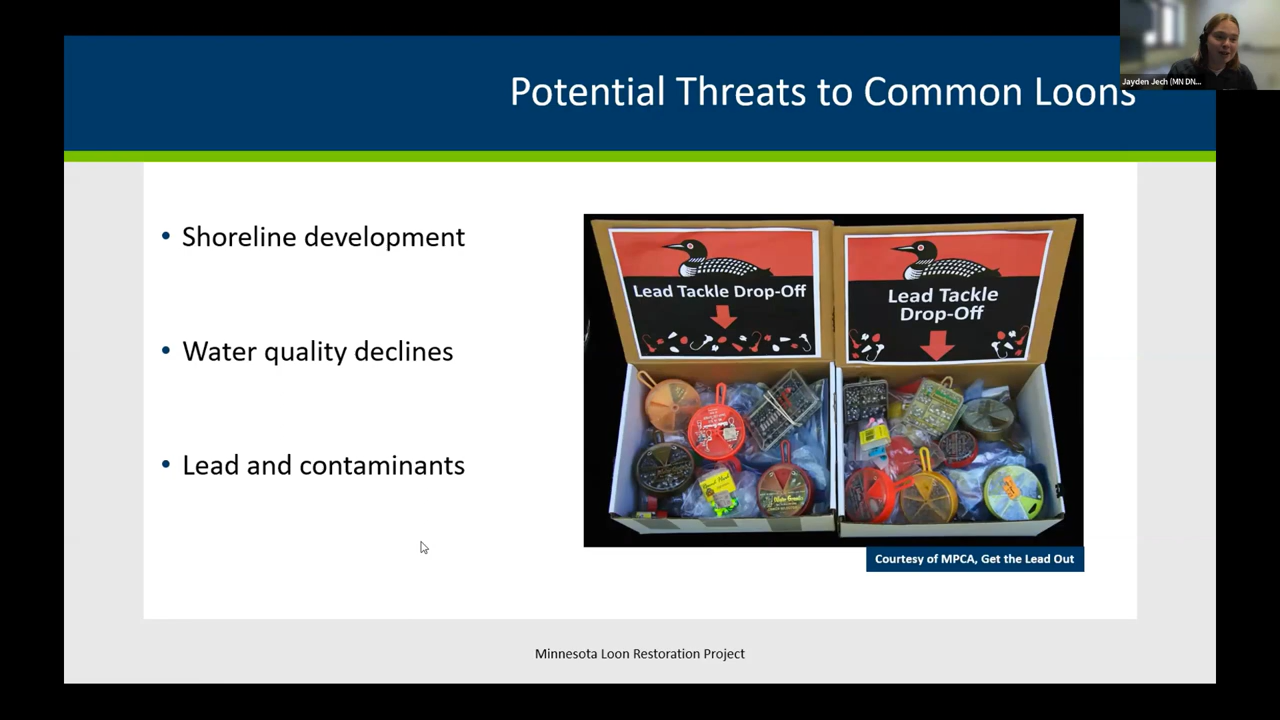 Potential Threats to Common Loons
Jayden Jech (MN DN...
• Shoreline development
• Water quality declines
• Lead and contaminants
Lead Tackle Drop-Off
Lead Tackle
Drop-Off
Courtesy of MPCA, Get the Lead Out
Minnesota Loon Restoration Project